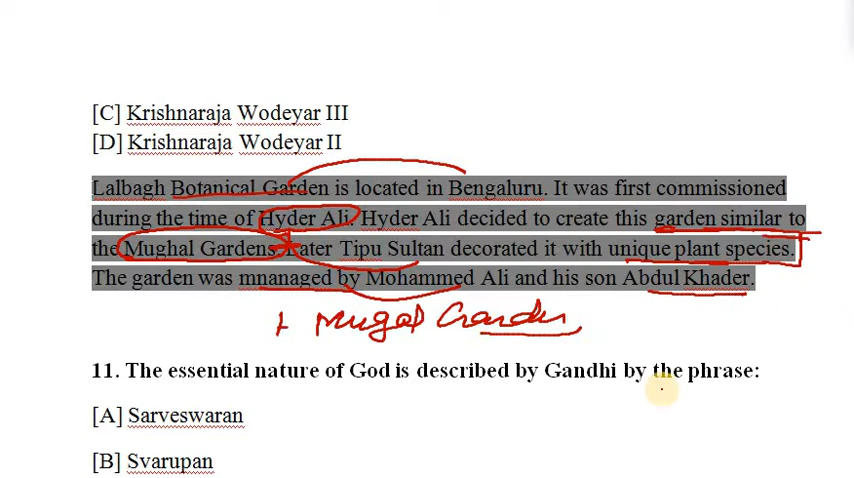 [C] Krishnaraja Wodeyar III
[D] Krishnaraja Wodeyar II
Lalbagh Botanical Garden is located in Bengaluru. It was first commissioned
during the time of Hyder Ali. Hyder Ali decided to create this garden similar to
the Mughal Gardens. Later Tipu Sultan decorated it with unique plant species.
The garden was mnanaged by Mohammed Ali and his son Abdul Khader.
Mugal Garden
11. The essential nature of God is described by Gandhi by the phrase:
[A] Sarveswaran
[B] Svarupan